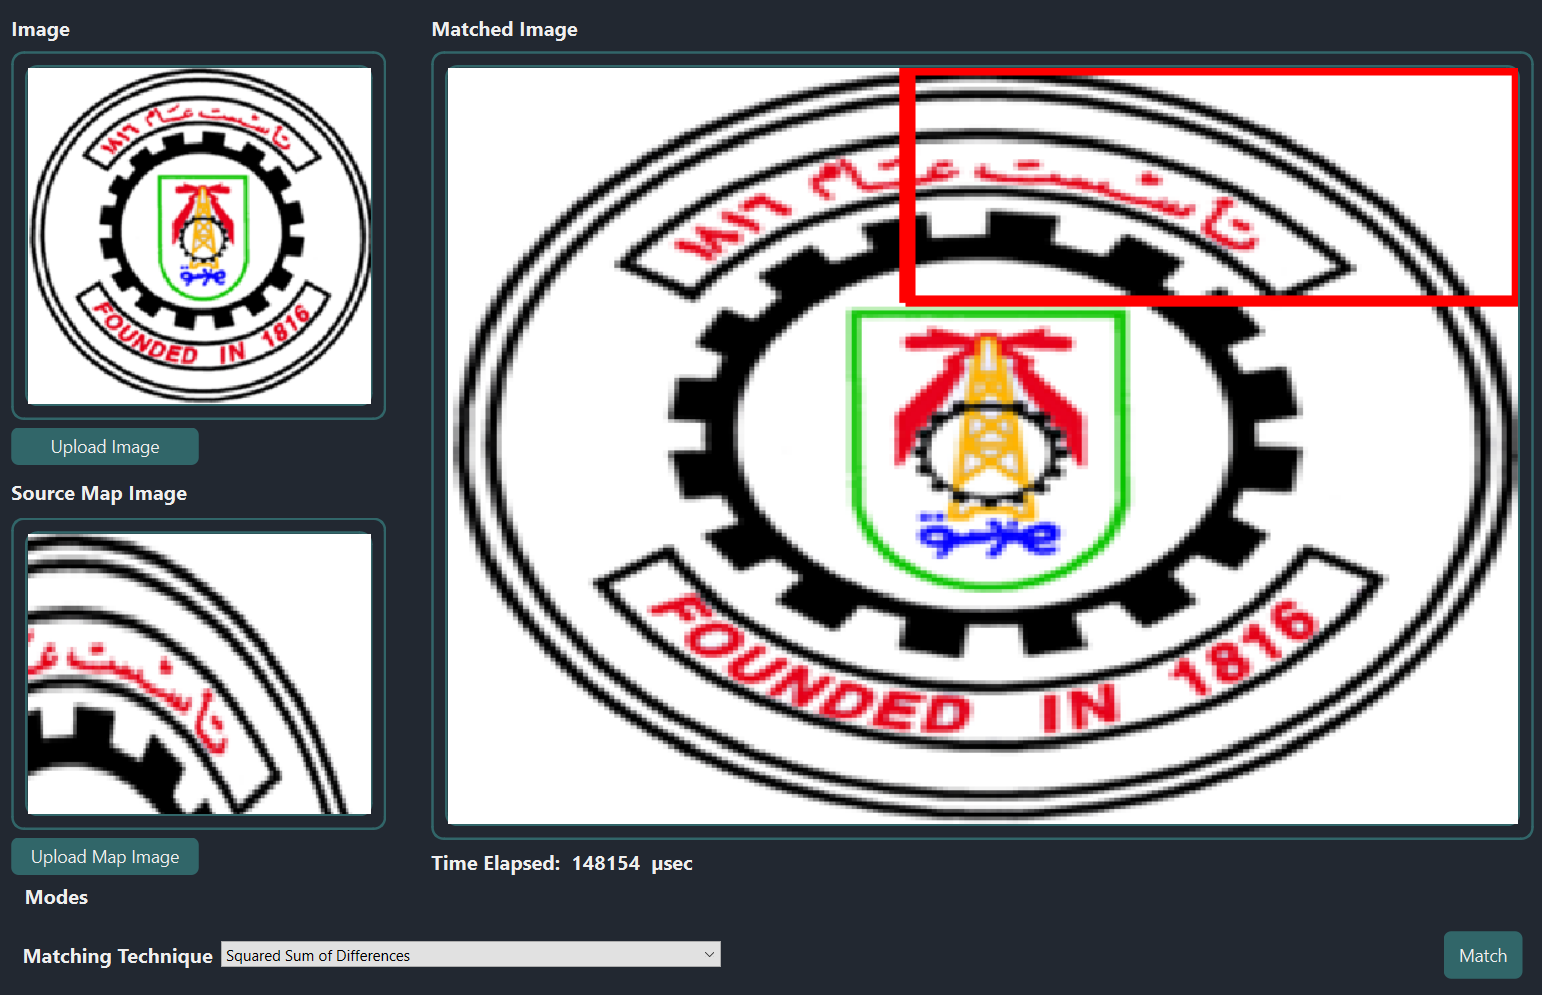 Image
Matched Image
تأسست عام ١٨١٦
FOUNDED IN 1816
تأسست عام ١٨١٦
FOUNDED IN 1816
Upload Image
Source Map Image
تأسست
Upload Map Image
Time Elapsed: 148154 µsec
Modes
Matching Technique
Squared Sum of Differences
Match